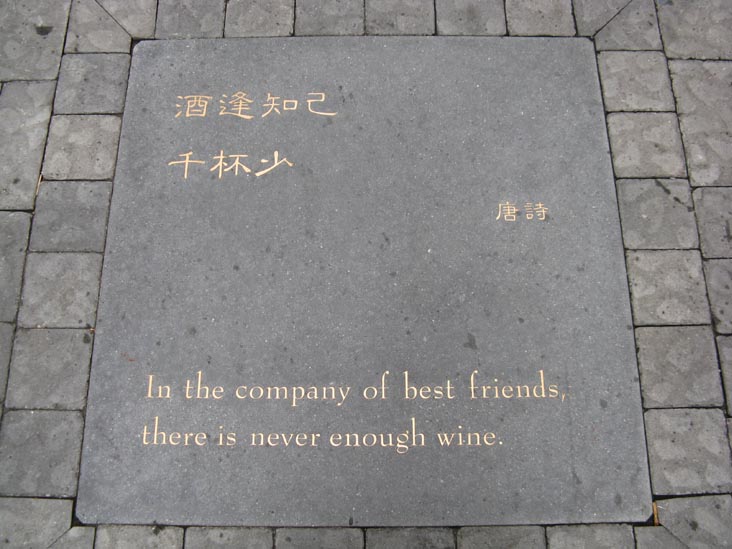 酒逢知己
千杯少
唐詩
In the company of best friends,
there is never enough wine.